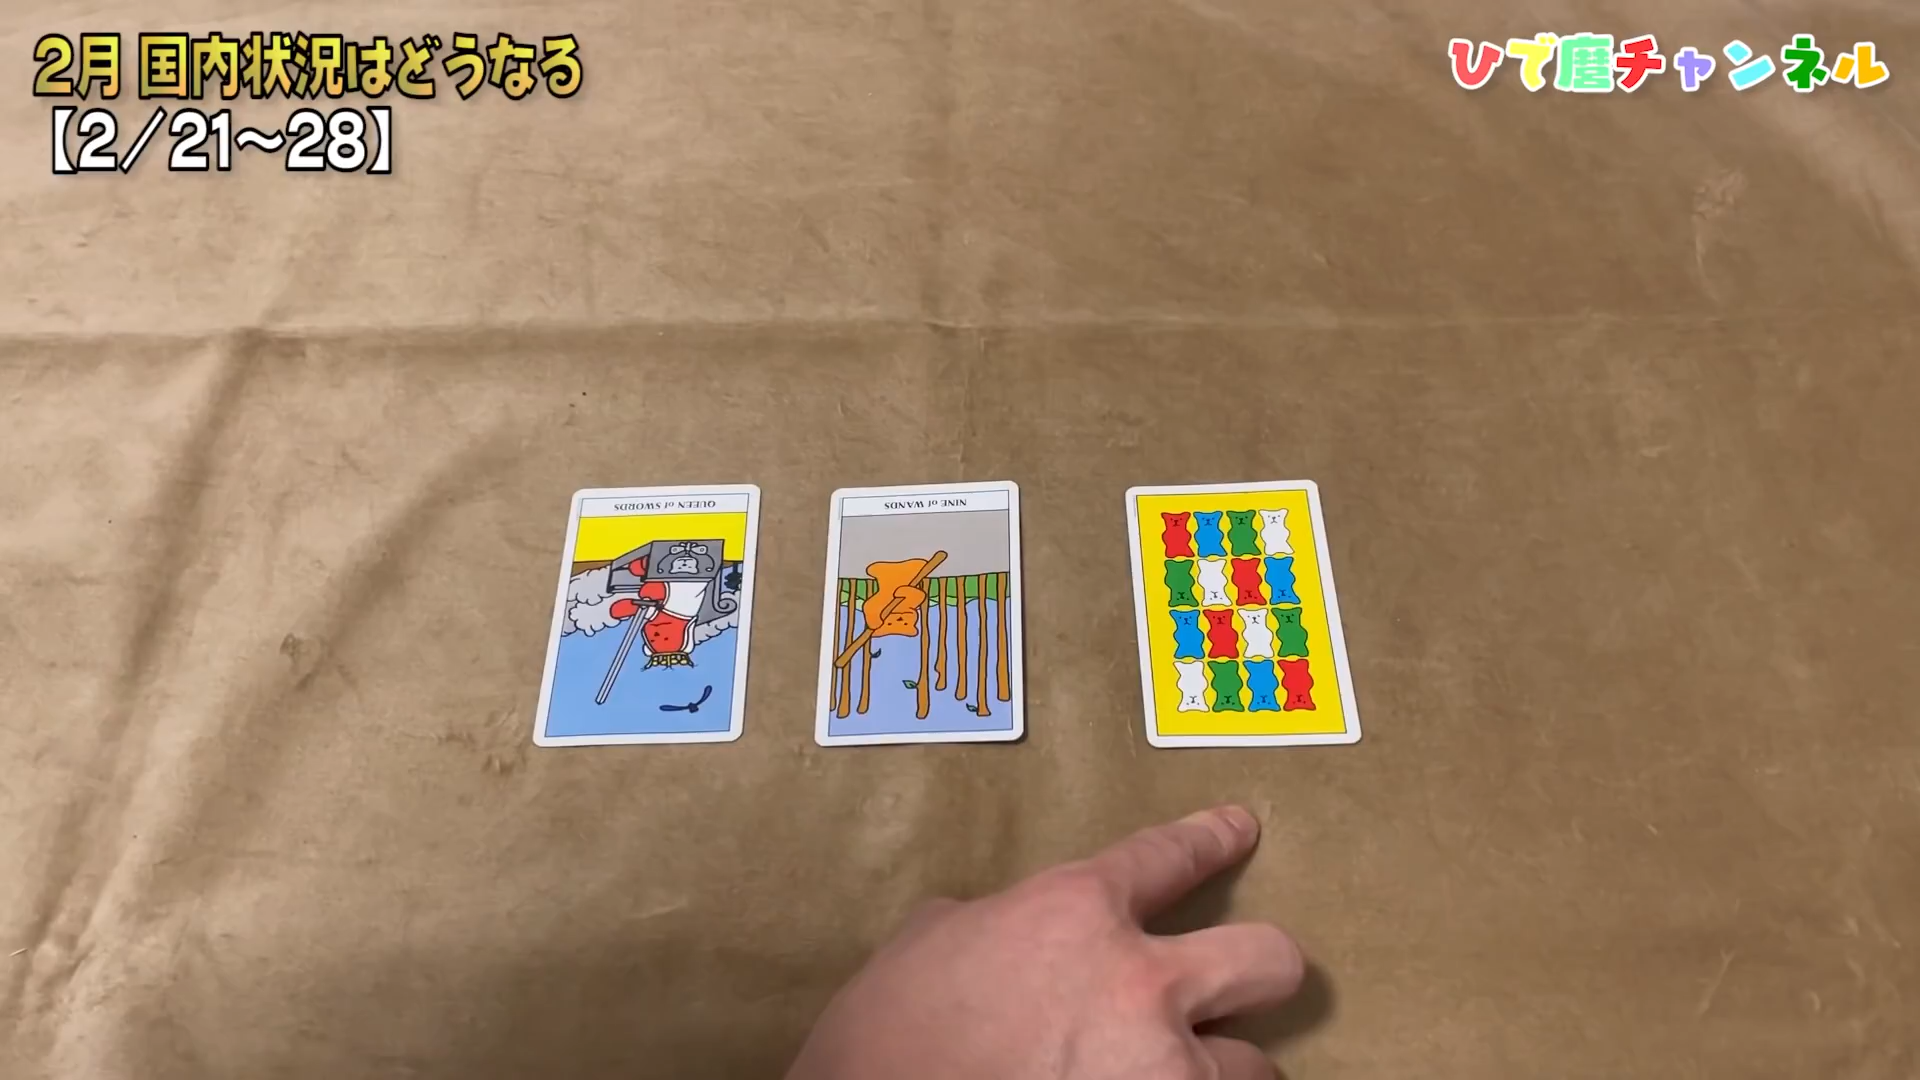 2月 国内状況はどうなる
【2/21~28】
ひで磨チャンネル
QUEEN of SWORDS
NINE of WANDS